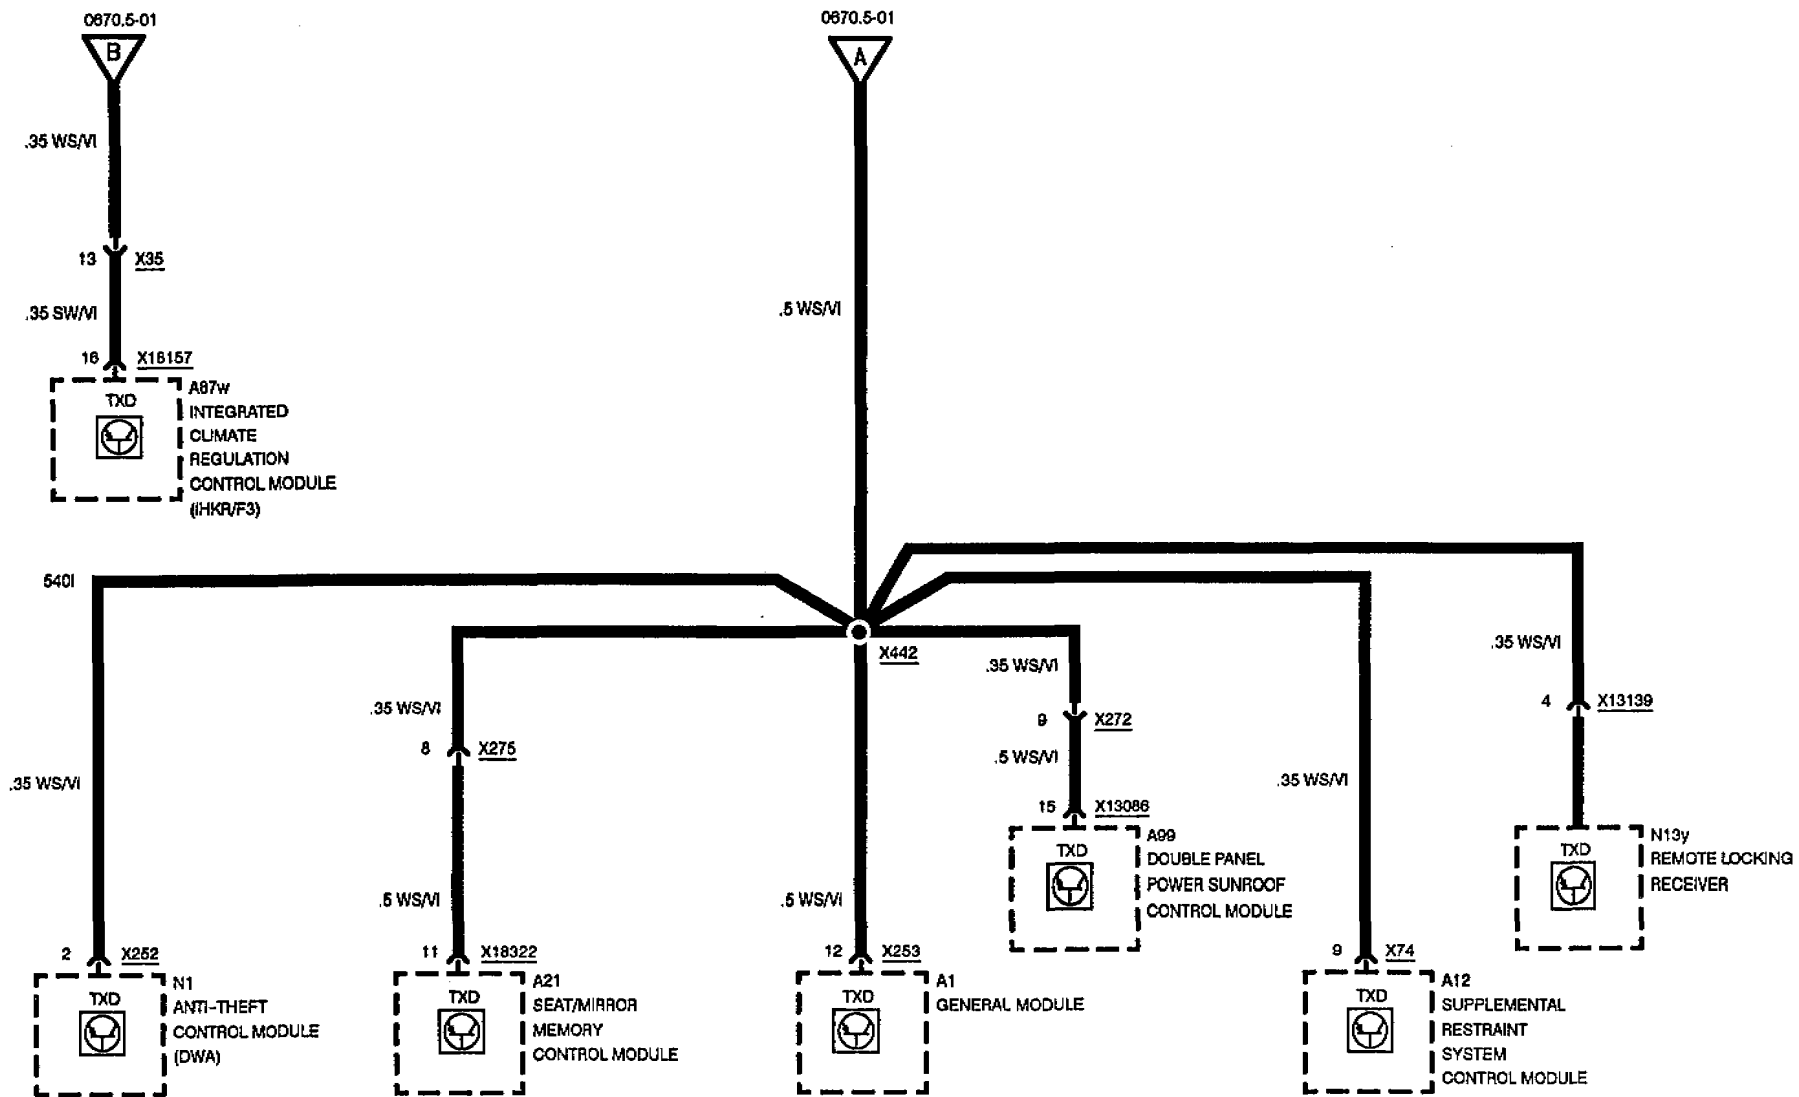 0670.5-01
B
.35 WS/VI
13 X35
.35 SW/VI
16 X18157
TXD
A87w
INTEGRATED
CLIMATE
REGULATION
CONTROL MODULE
(IHKR/F3)
0670.5-01
A
.5 WS/VI
540I
X442
.35 WS/VI
2 X252
TXD
N1
ANTI-THEFT
CONTROL MODULE
(DWA)
.35 WS/VI
8 X275
.5 WS/VI
11 X18322
TXD
A21
SEAT/MIRROR
MEMORY
CONTROL MODULE
.5 WS/VI
12 X253
TXD
A1
GENERAL MODULE
.35 WS/VI
9 X272
.5 WS/VI
15 X13086
TXD
A99
DOUBLE PANEL
POWER SUNROOF
CONTROL MODULE
.35 WS/VI
9 X74
TXD
A12
SUPPLEMENTAL
RESTRAINT
SYSTEM
CONTROL MODULE
.35 WS/VI
4 X13139
TXD
N13y
REMOTE LOCKING
RECEIVER